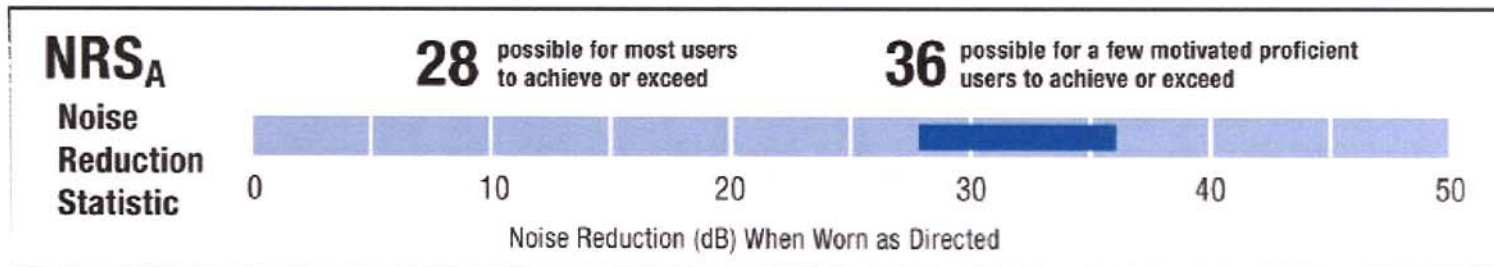 NRSA
Noise
Reduction
Statistic
28 possible for most users
to achieve or exceed
36 possible for a few motivated proficient
users to achieve or exceed
0 10 20 30 40 50
Noise Reduction (dB) When Worn as Directed